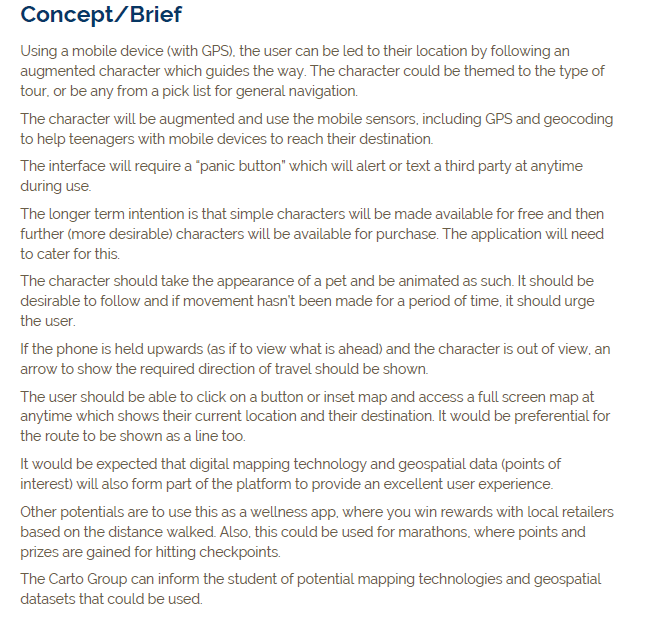 Concept/Brief
Using a mobile device (with GPS), the user can be led to their location by following an
augmented character which guides the way. The character could be themed to the type of
tour, or be any from a pick list for general navigation.
The character will be augmented and use the mobile sensors, including GPS and geocoding
to help teenagers with mobile devices to reach their destination.
The interface will require a “panic button” which will alert or text a third party at anytime
during use.
The longer term intention is that simple characters will be made available for free and then
further (more desirable) characters will be available for purchase. The application will need
to cater for this.
The character should take the appearance of a pet and be animated as such. It should be
desirable to follow and if movement hasn't been made for a period of time, it should urge
the user.
If the phone is held upwards (as if to view what is ahead) and the character is out of view, an
arrow to show the required direction of travel should be shown.
The user should be able to click on a button or inset map and access a full screen map at
anytime which shows their current location and their destination. It would be preferential for
the route to be shown as a line too.
It would be expected that digital mapping technology and geospatial data (points of
interest) will also form part of the platform to provide an excellent user experience.
Other potentials are to use this as a wellness app, where you win rewards with local retailers
based on the distance walked. Also, this could be used for marathons, where points and
prizes are gained for hitting checkpoints.
The Carto Group can inform the student of potential mapping technologies and geospatial
datasets that could be used.